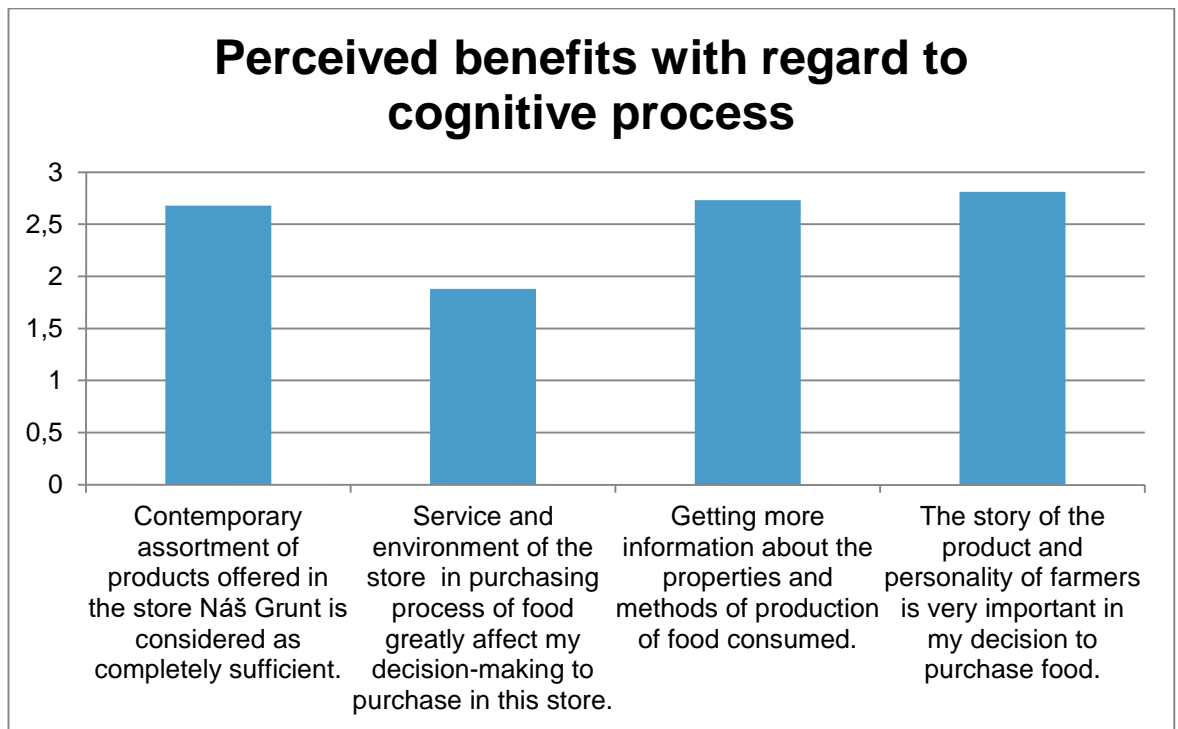 Perceived benefits with regard to
cognitive process
3
2,5
2
1,5
1
0,5
0
Contemporary
assortment of
products offered in
the store Náš Grunt is
considered as
completely sufficient.
Service and
environment of the
store in purchasing
process of food
greatly affect my
decision-making to
purchase in this store.
Getting more
information about the
properties and
methods of production
of food consumed.
The story of the
product and
personality of farmers
is very important in
my decision to
purchase food.